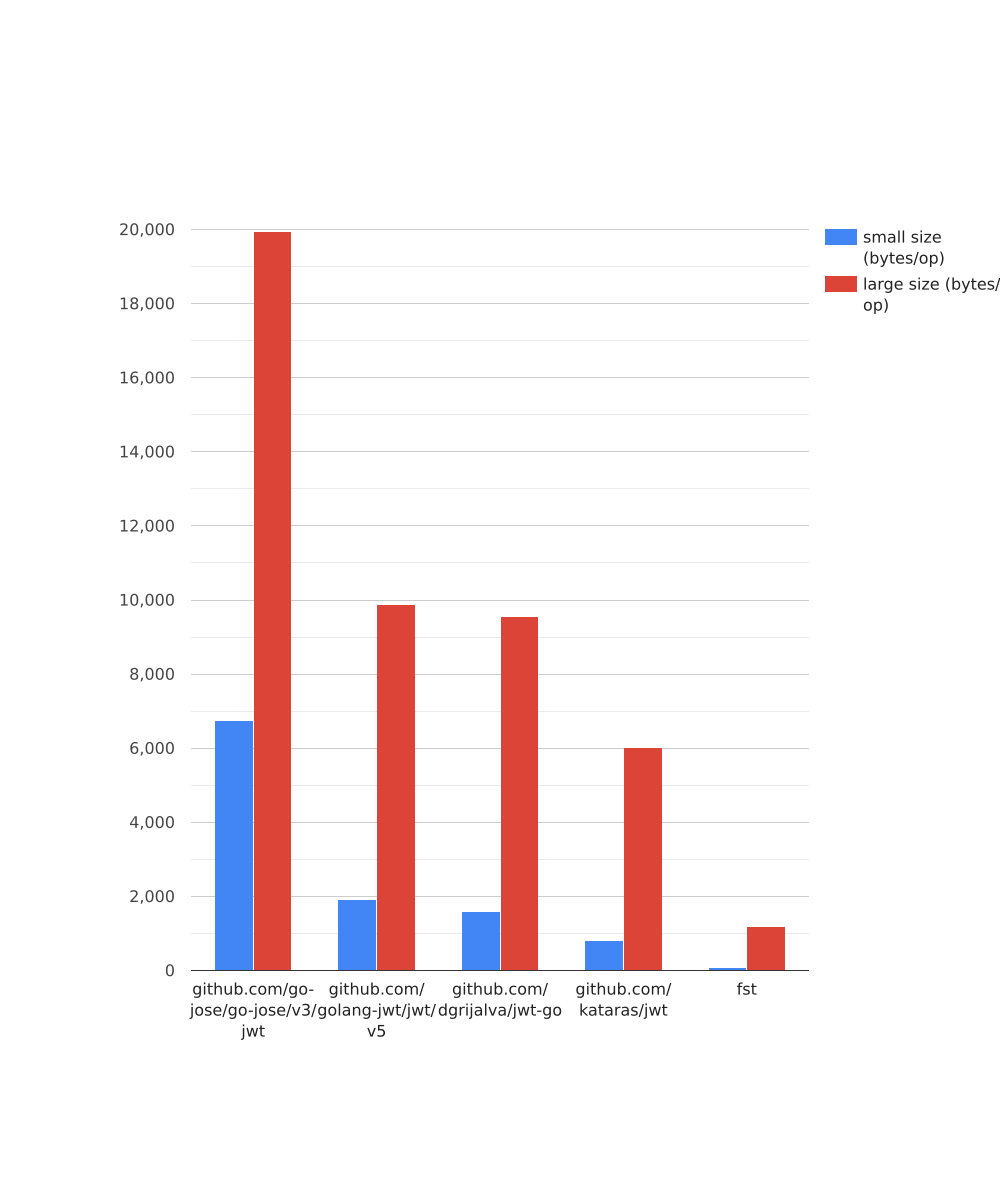 20,000
18,000
16,000
14,000
12,000
10,000
8,000
6,000
4,000
2,000
0
small size
(bytes/op)
large size (bytes/
op)
github.com/go-
jose/go-jose/v3/
jwt
github.com/
golang-jwt/jwt/
v5
github.com/
dgrijalva/jwt-go
github.com/
kataras/jwt
fst